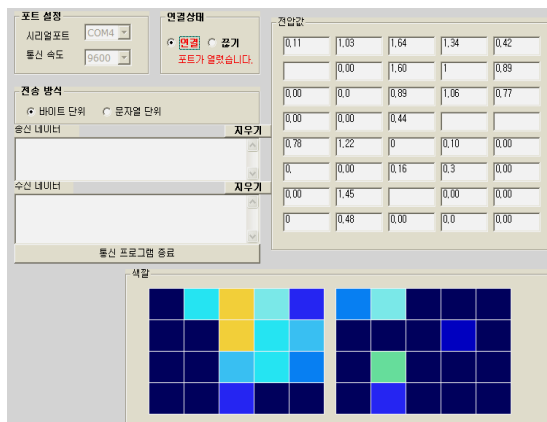 포트 설정
시리얼포트 COM4
통신 속도 9600
연결상태
연결 끊기
포트가 열렸습니다.
전송 방식
바이트 단위 문자열 단위
송신 데이터 지우기
수신 데이터 지우기
통신 프로그램 종료
전압값
0,11 1,03 1,64 1,34 0,42
0,00 1,60 1 0,89
0,00 0,0 0,89 1,06 0,77
0,00 0,00 0,44
0,78 1,22 0 0,10 0,00
0, 0,00 0,16 0,3 0,00
0,00 1,45 0,00 0,00
0 0,48 0,00 0,0 0,00
색깔